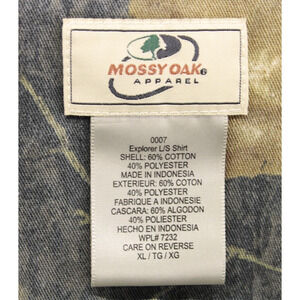 MOSSY OAK®
APPAREL
0007
Explorer L/S Shirt
SHELL: 60% COTTON
40% POLYESTER
MADE IN INDONESIA
EXTERIEUR: 60% COTON
40% POLYESTER
FABRIQUE A INDONESIA
CASCARA: 60% ALGODON
40% POLIESTER
HECHO EN INDONESIA
WPL# 7232
CARE ON REVERSE
XL / TG / XG